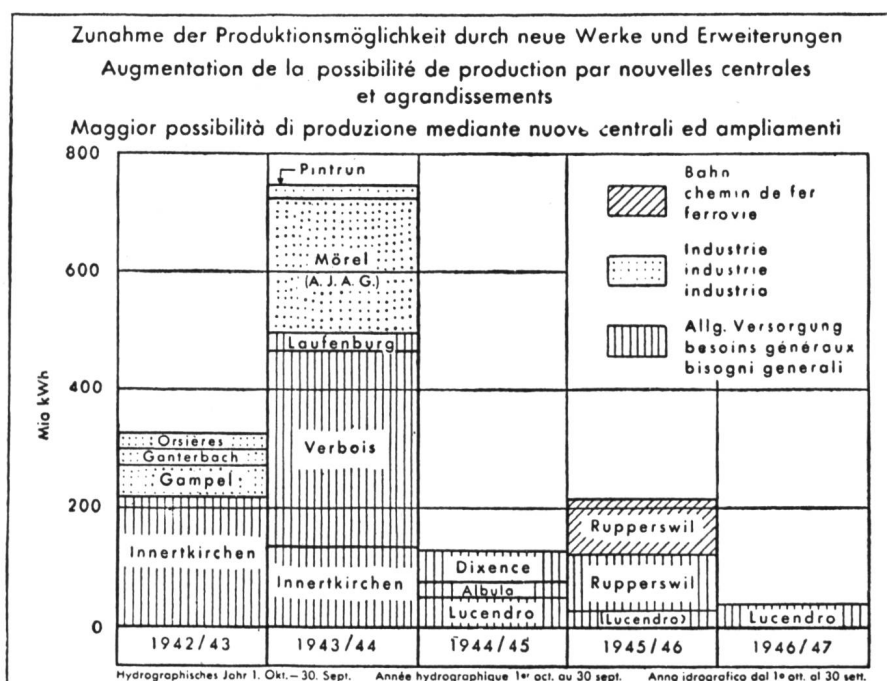 Zunahme der Produktionsmöglichkeit durch neue Werke und Erweiterungen
Augmentation de la possibilité de production par nouvelles centrales
et agrandissements
Maggior possibilità di produzione mediante nuove centrali ed ampliamenti
800
600
400
200
0
Mia kWh
Orsières
Ganterbach
Gampel
Innertkirchen
Pintrun
Mörel
(A. J. A. G.)
Laufenburg
Verbois
Innertkirchen
Dixence
Albula
Lucendro
Rupperswil
Rupperswil
(Lucendro)
Lucendro
Bahn
chemin de fer
ferrovie
Industrie
industrie
industria
Allg. Versorgung
besoins généraux
bisogni generali
1942/43 1943/44 1944/45 1945/46 1946/47
Hydrographisches Jahr 1. Okt.– 30. Sept. Année hydrographique 1er oct. au 30 sept. Anno idrografico dal 1º ott. al 30 sett.